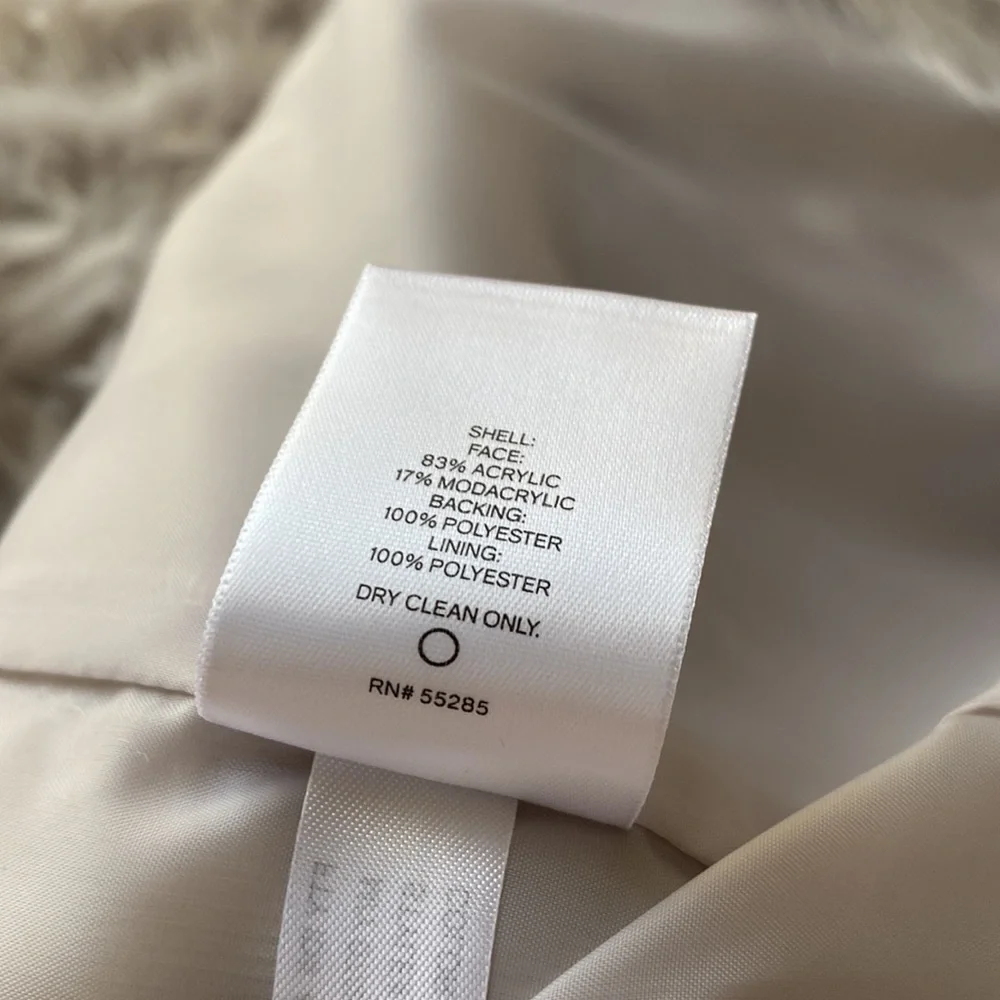 SHELL:
FACE:
83% ACRYLIC
17% MODACRYLIC
BACKING:
100% POLYESTER
LINING:
100% POLYESTER
DRY CLEAN ONLY.
RN# 55285